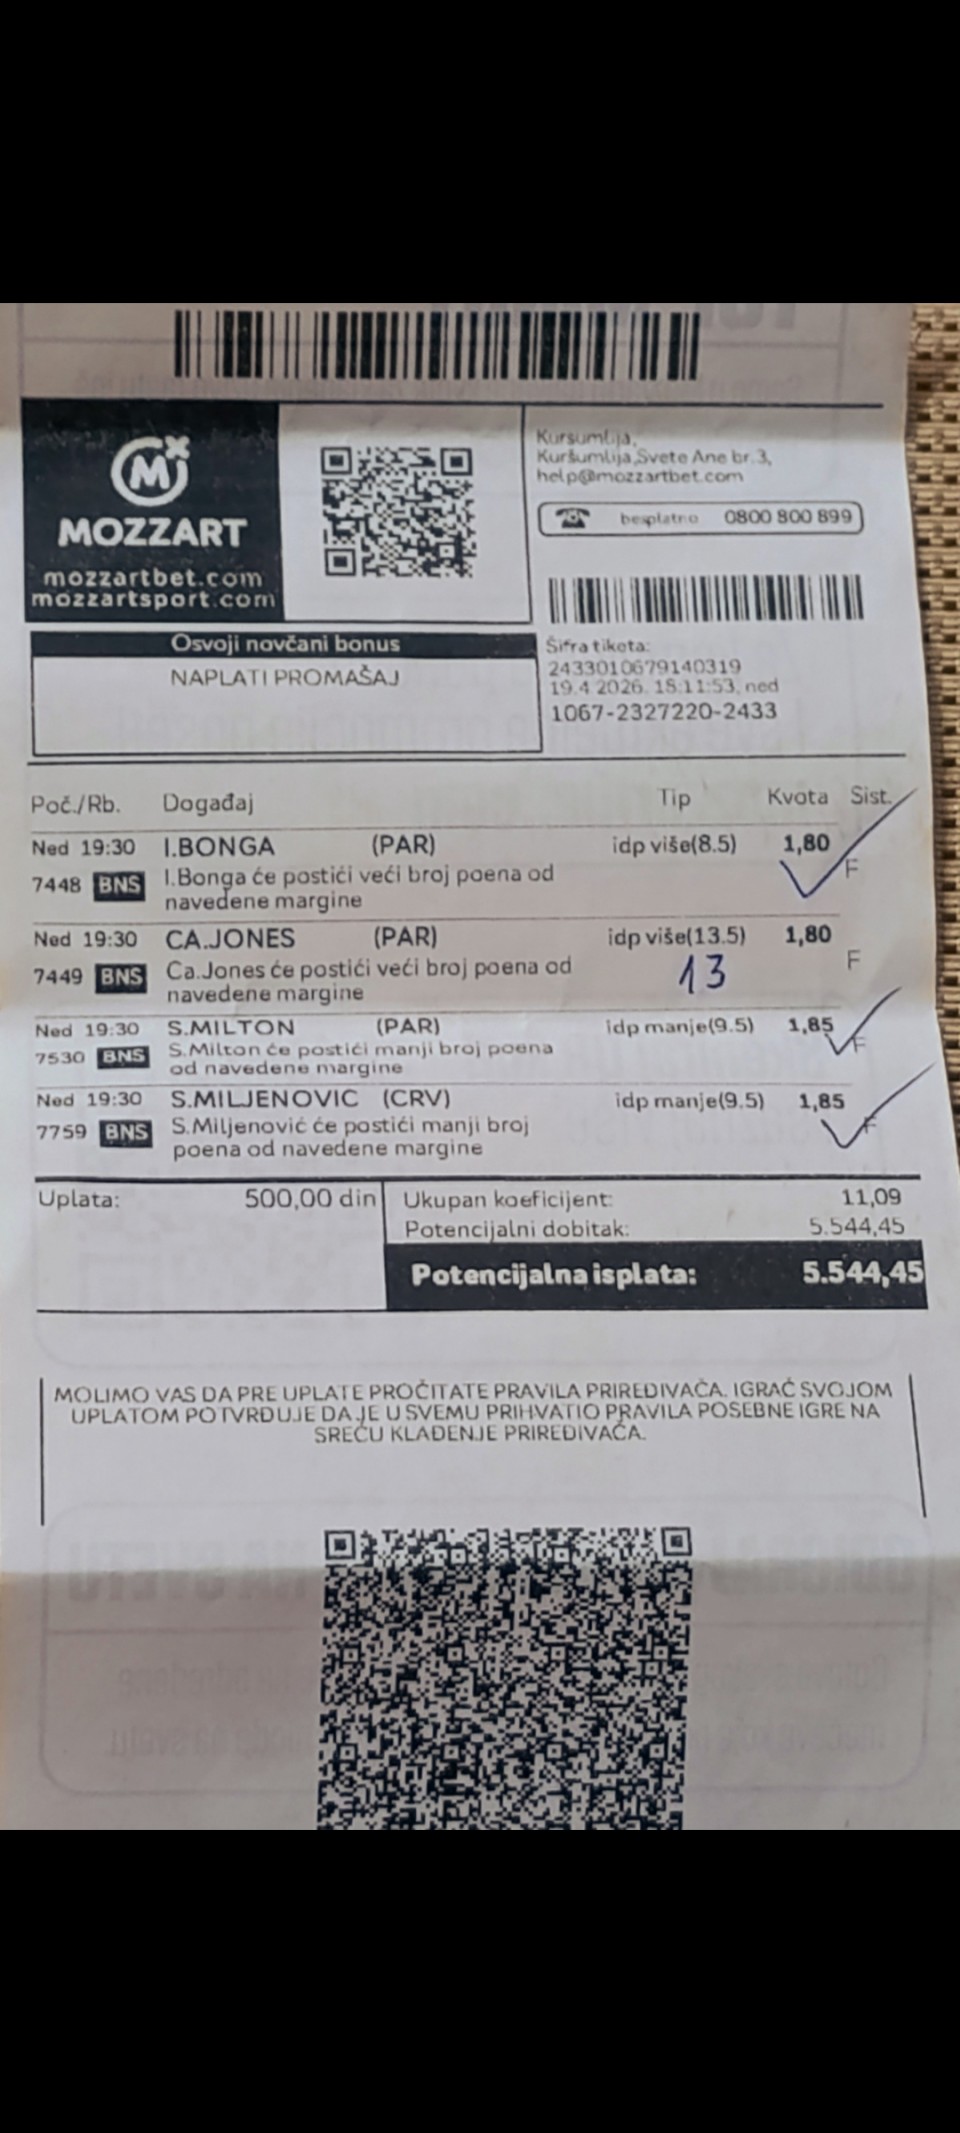 MOZZART
mozzartbet.com
mozzartsport.com
Kursumlija,
Kuršumlija,Svete Ane br.3,
help@mozzartbet.com
besplatno 0800 800 899
Osvoji novčani bonus
NAPLATI PROMAŠAJ
Šifra tiketa:
2433010679140319
19.4 2026. 15:11:53, ned
1067-2327220-2433
Poč./Rb. Događaj Tip Kvota Sist.
Ned 19:30 I.BONGA (PAR) idp više(8.5) 1,80 F
7448 BNS I.Bonga će postići veći broj poena od
navedene margine
Ned 19:30 CA.JONES (PAR) idp više(13.5) 1,80 F
7449 BNS Ca.Jones će postići veći broj poena od 13
navedene margine
Ned 19:30 S.MILTON (PAR) idp manje(9.5) 1,85 F
7530 BNS S.Milton će postići manji broj poena
od navedene margine
Ned 19:30 S.MILJENOVIC (CRV) idp manje(9.5) 1,85 F
7759 BNS S.Miljenović će postići manji broj
poena od navedene margine
Uplata: 500,00 din Ukupan koeficijent: 11,09
Potencijalni dobitak: 5.544,45
Potencijalna isplata: 5.544,45
MOLIMO VAS DA PRE UPLATE PROČITATE PRAVILA PRIREĐIVAČA. IGRAČ SVOJOM
UPLATOM POTVRĐUJE DA JE U SVEMU PRIHVATIO PRAVILA POSEBNE IGRE NA
SREĆU KLAĐENJE PRIREĐIVAČA.